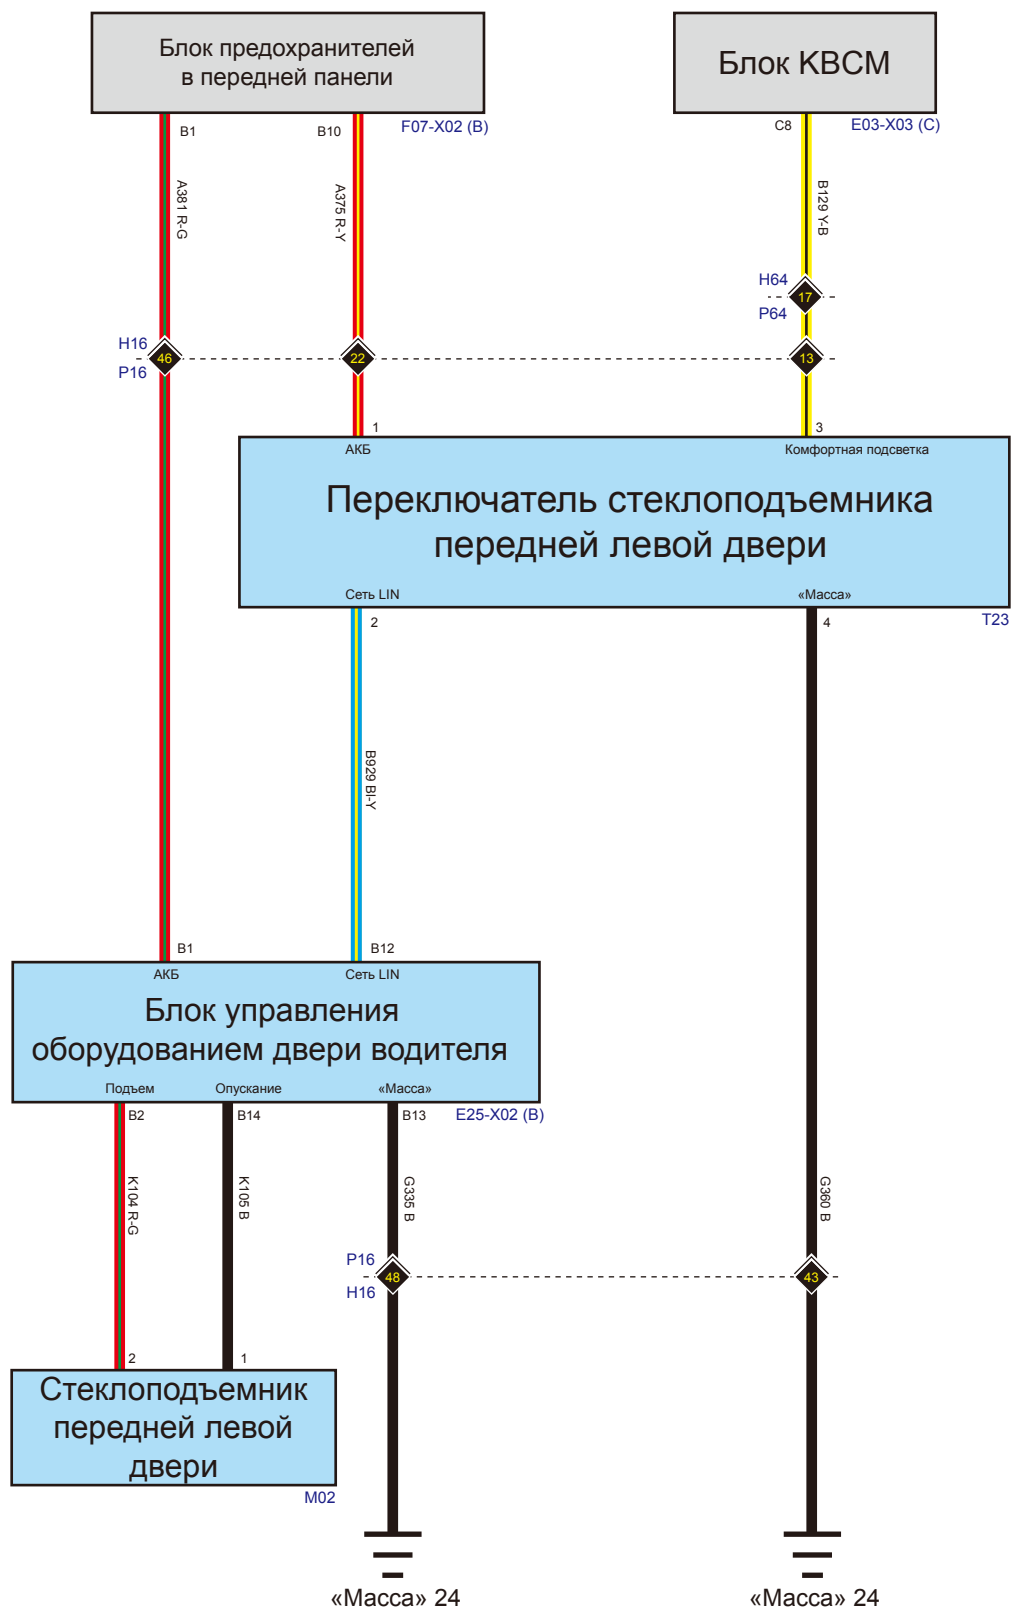 Блок предохранителей
в передней панели
Блок KBCM
B1
B10
F07-X02 (B)
C8
E03-X03 (C)
A381 R-G
A375 R-Y
B129 Y-B
H64
17
P64
H16
46
22
13
P16
1
3
АКБ
Комфортная подсветка
Переключатель стеклоподъемника
передней левой двери
Сеть LIN
«Масса»
2
4
T23
B929 Bl-Y
B1
B12
АКБ
Сеть LIN
Блок управления
оборудованием двери водителя
Подъем
Опускание
«Масса»
B2
B14
B13
E25-X02 (B)
K104 R-G
K105 B
G335 B
G360 B
P16
48
43
H16
2
1
Стеклоподъемник
передней левой
двери
M02
«Масса» 24
«Масса» 24